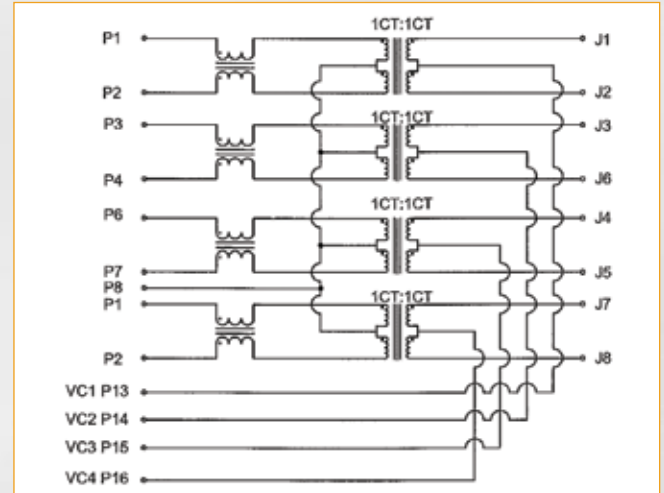 1CT:1CT
P1 J1
P2 J2
1CT:1CT
P3 J3
P4 J6
1CT:1CT
P6 J4
P7 J5
P8
1CT:1CT
P1 J7
P2 J8
VC1 P13
VC2 P14
VC3 P15
VC4 P16